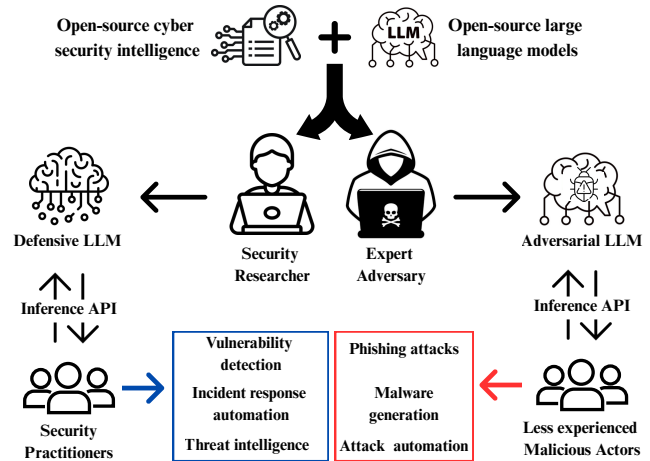 Open-source cyber
security intelligence
LLM
Open-source large
language models
Defensive LLM
Security
Researcher
Expert
Adversary
Adversarial LLM
Inference API
Inference API
Vulnerability
detection
Incident response
automation
Threat intelligence
Phishing attacks
Malware
generation
Attack automation
Security
Practitioners
Less experienced
Malicious Actors